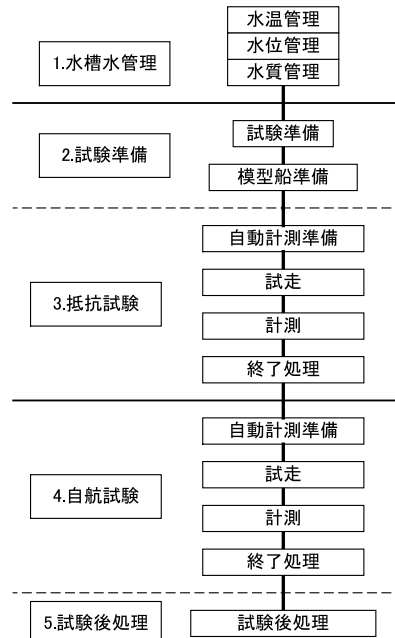 1.水槽水管理
水温管理
水位管理
水質管理
2.試験準備
試験準備
模型船準備
3.抵抗試験
自動計測準備
試走
計測
終了処理
4.自航試験
自動計測準備
試走
計測
終了処理
5.試験後処理
試験後処理